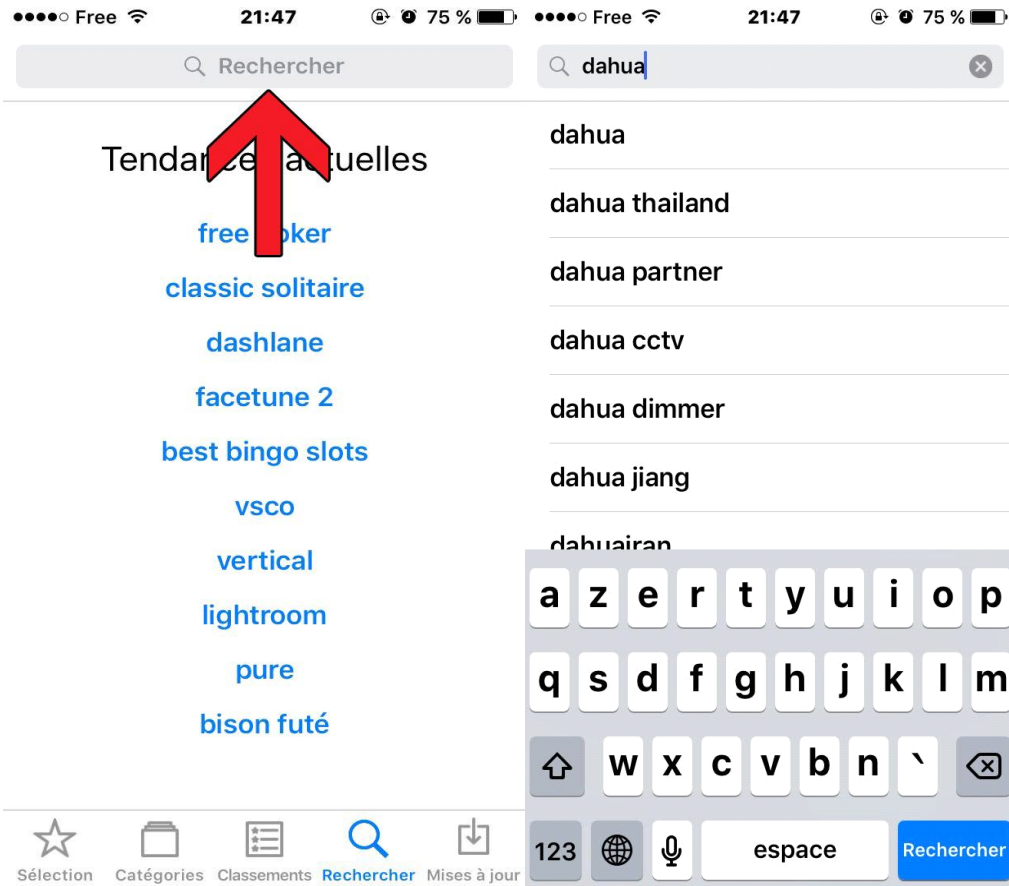 Free 21:47 75 %
Rechercher
Tendances actuelles
free poker
classic solitaire
dashlane
facetune 2
best bingo slots
vsco
vertical
lightroom
pure
bison futé
Sélection Catégories Classements Rechercher Mises à jour
Free 21:47 75 %
dahua
dahua
dahua thailand
dahua partner
dahua cctv
dahua dimmer
dahua jiang
dahuairan
a z e r t y u i o p
q s d f g h j k l m
w x c v b n `
123 espace Rechercher